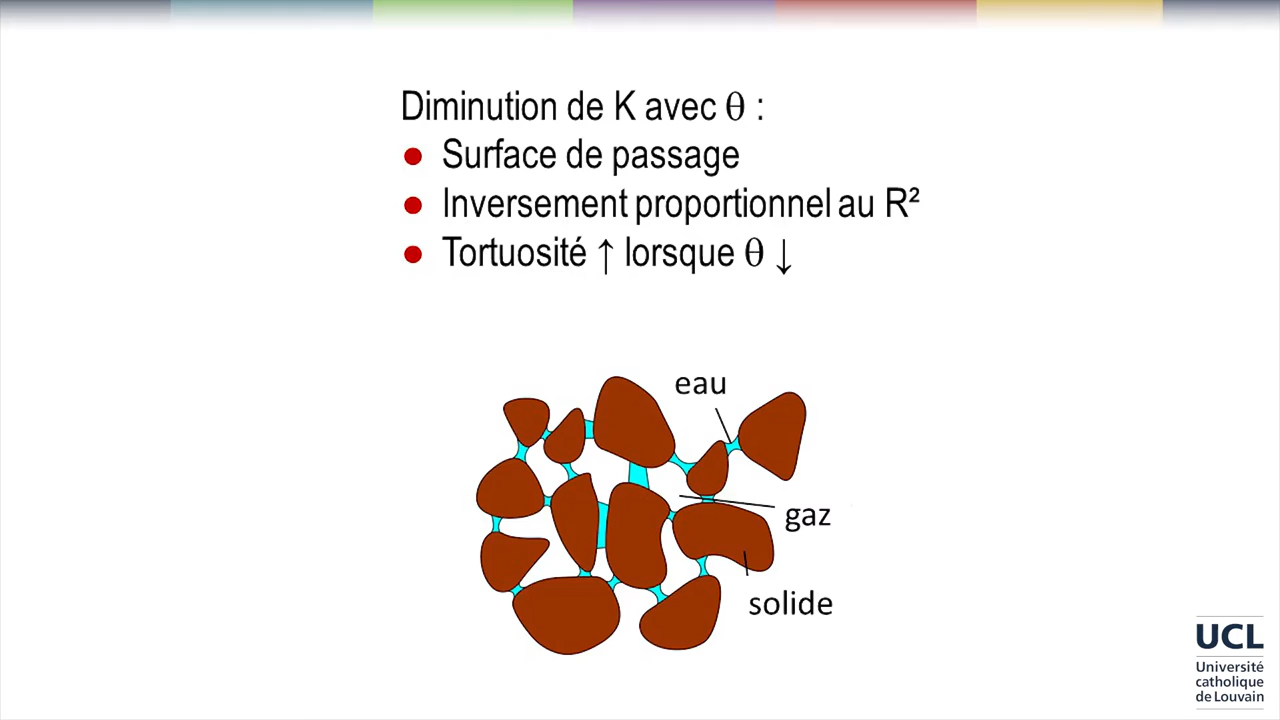 Diminution de K avec θ :
● Surface de passage
● Inversement proportionnel au R²
● Tortuosité ↑ lorsque θ ↓
eau
gaz
solide
UCL
Université
catholique
de Louvain